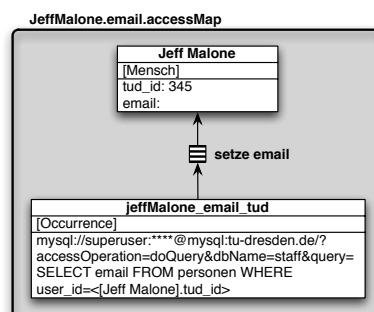 JeffMalone.email.accessMap
Jeff Malone
[Mensch]
tud_id: 345
email:
setze email
jeffMalone_email_tud
[Occurrence]
mysql://superuser:****@mysql:tu-dresden.de/?
accessOperation=doQuery&dbName=staff&query=
SELECT email FROM personen WHERE
user_id=<[Jeff Malone].tud_id>